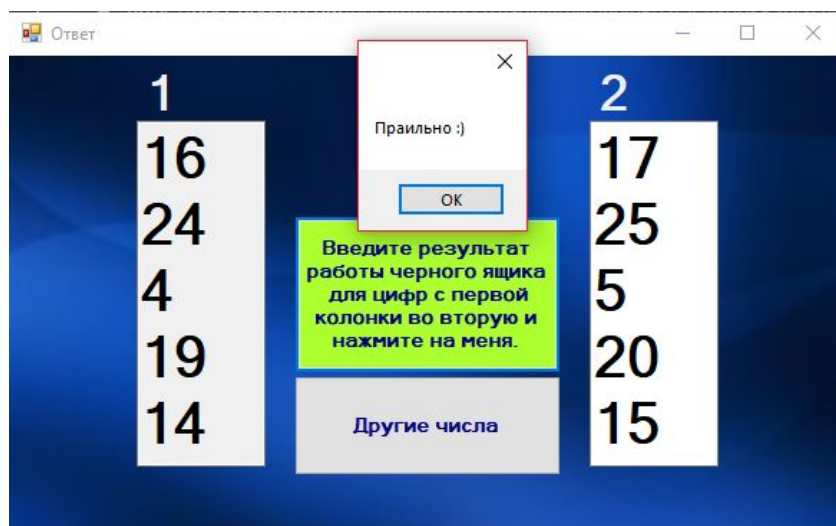 Ответ
Праильно :)
OK
1
16
24
4
19
14
Введите результат
работы черного ящика
для цифр с первой
колонки во вторую и
нажмите на меня.
Другие числа
2
17
25
5
20
15